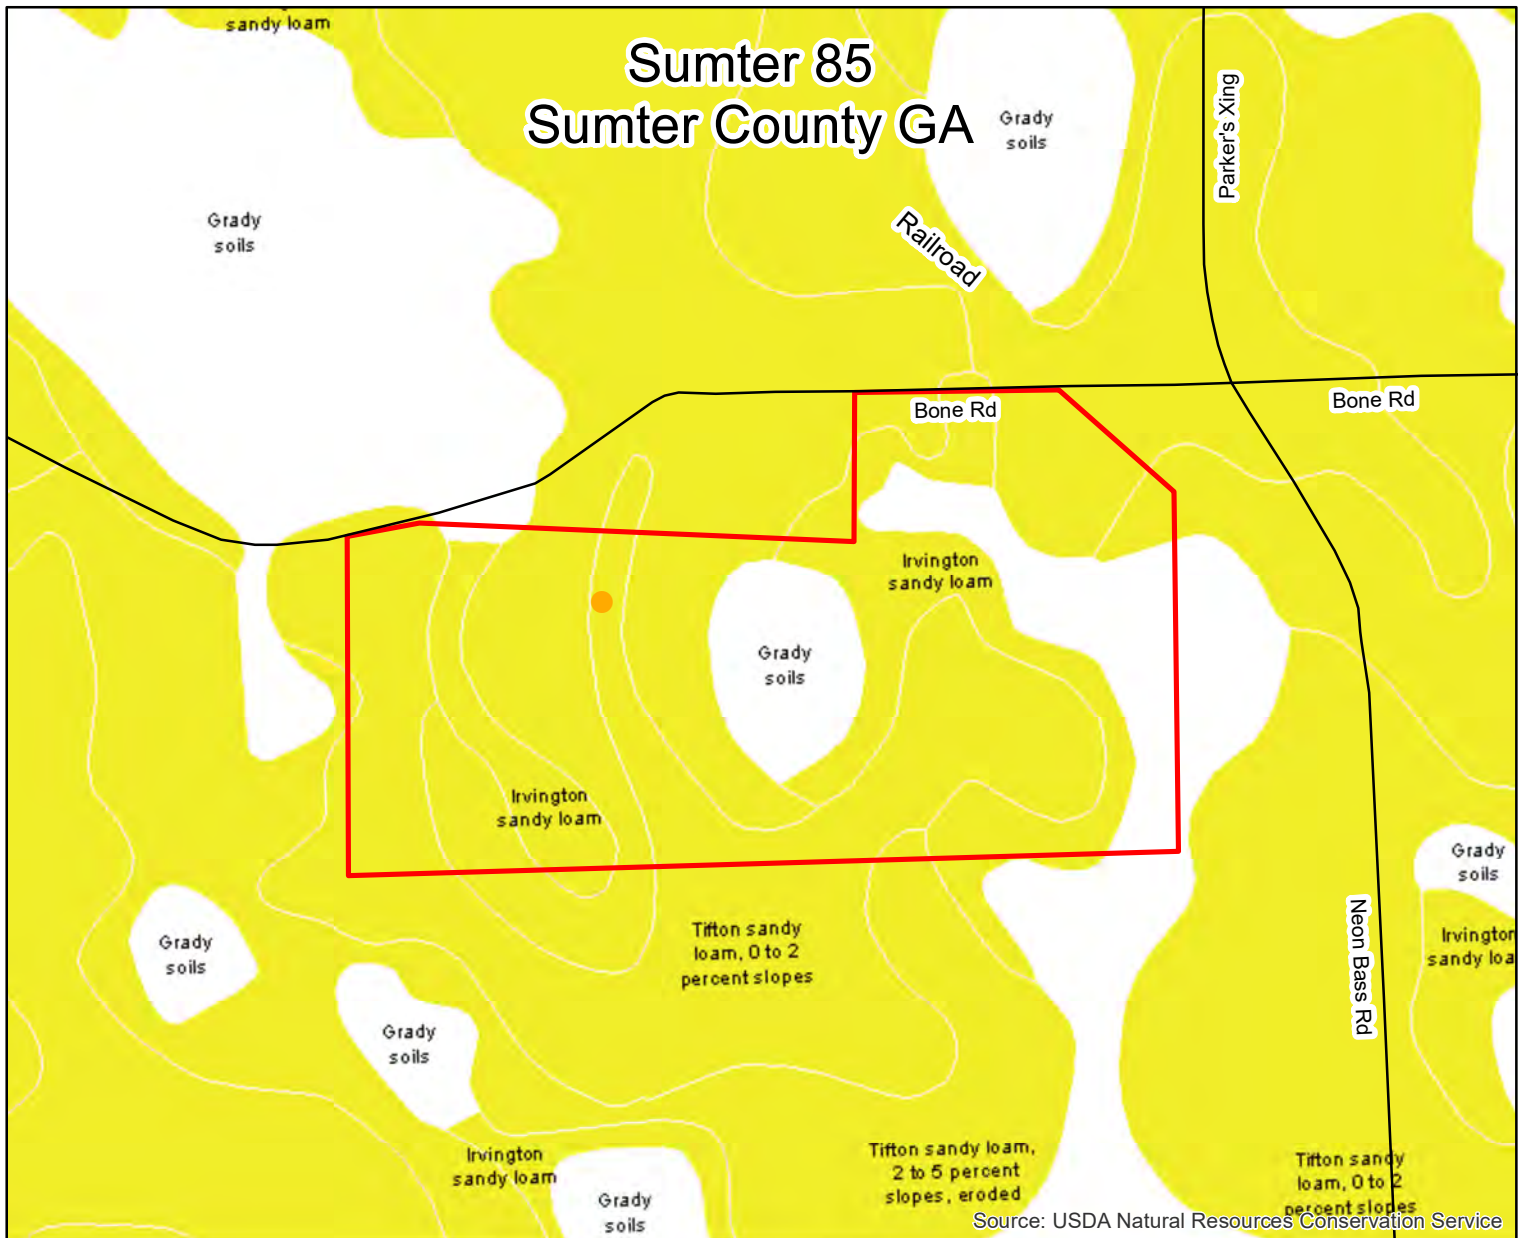 sandy loam
Sumter 85
Sumter County GA
Grady
soils
Parker's Xing
Grady
soils
Railroad
Bone Rd
Bone Rd
Irvington
sandy loam
Grady
soils
Irvington
sandy loam
Grady
soils
Grady
soils
Tifton sandy
loam, 0 to 2
percent slopes
Irvington
sandy loa
Neon Bass Rd
Grady
soils
Irvington
sandy loam
Tifton sandy loam,
2 to 5 percent
slopes, eroded
Tifton sandy
loam, 0 to 2
percent slopes
Grady
soils
Source: USDA Natural Resources Conservation Service